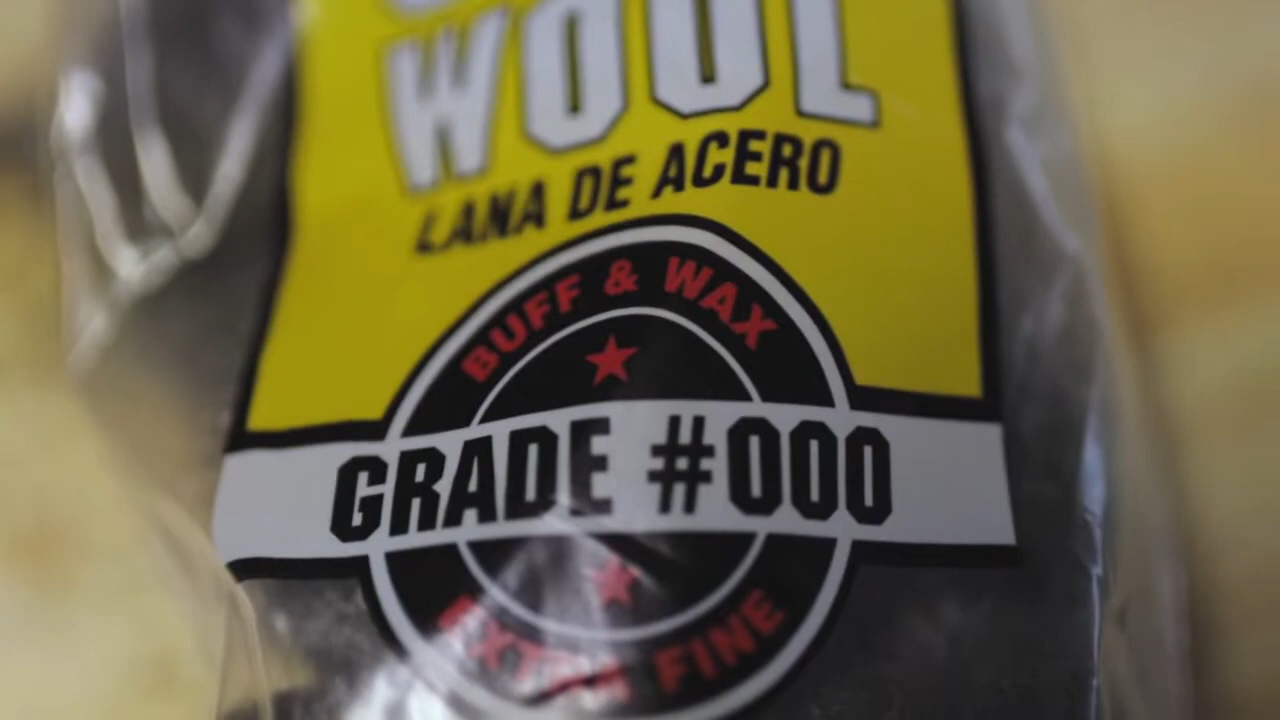 WOOL
LANA DE ACERO
BUFF & WAX
GRADE #000
EXTRA FINE